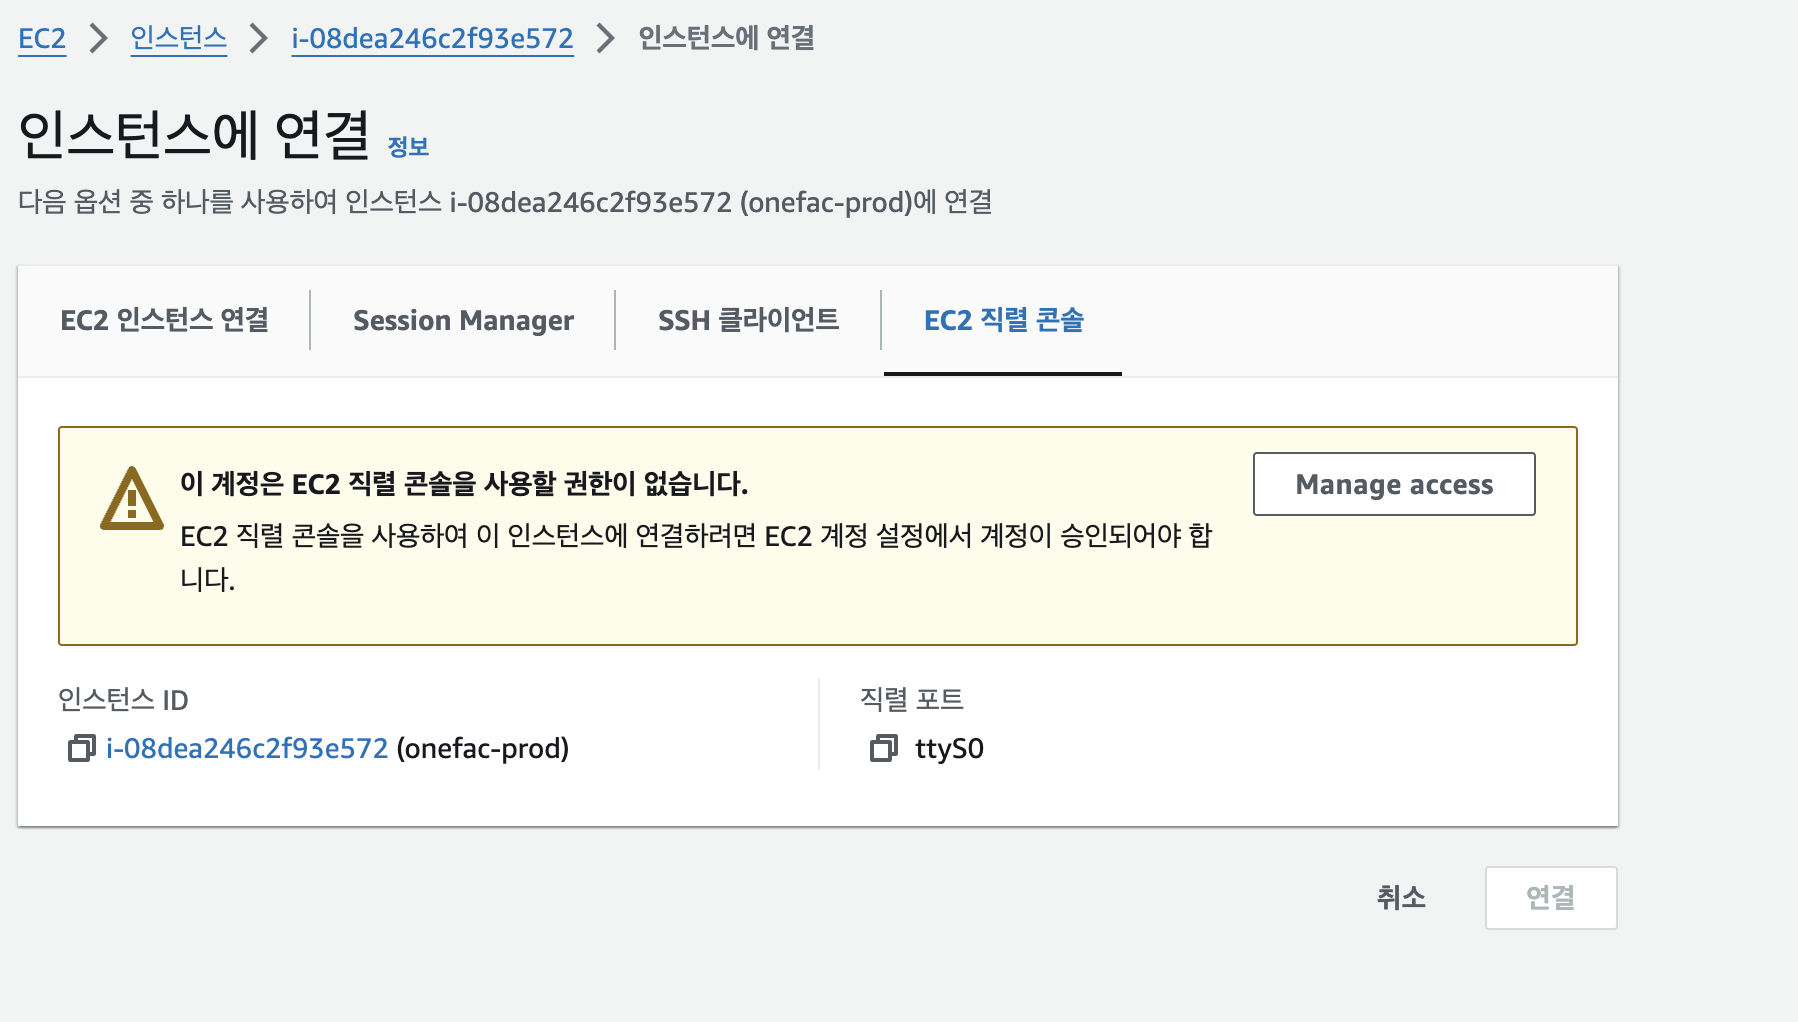 EC2 > 인스턴스 > i-08dea246c2f93e572 > 인스턴스에 연결
인스턴스에 연결 정보
다음 옵션 중 하나를 사용하여 인스턴스 i-08dea246c2f93e572 (onefac-prod)에 연결
EC2 인스턴스 연결 Session Manager SSH 클라이언트 EC2 직렬 콘솔
이 계정은 EC2 직렬 콘솔을 사용할 권한이 없습니다. Manage access
EC2 직렬 콘솔을 사용하여 이 인스턴스에 연결하려면 EC2 계정 설정에서 계정이 승인되어야 합
니다.
인스턴스 ID 직렬 포트
i-08dea246c2f93e572 (onefac-prod) ttyS0
취소 연결